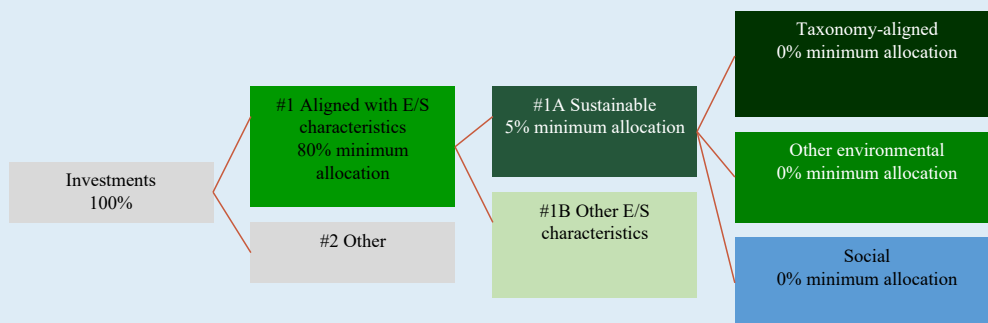 Investments
100%
#1 Aligned with E/S
characteristics
80% minimum
allocation
#2 Other
#1A Sustainable
5% minimum allocation
#1B Other E/S
characteristics
Taxonomy-aligned
0% minimum allocation
Other environmental
0% minimum allocation
Social
0% minimum allocation